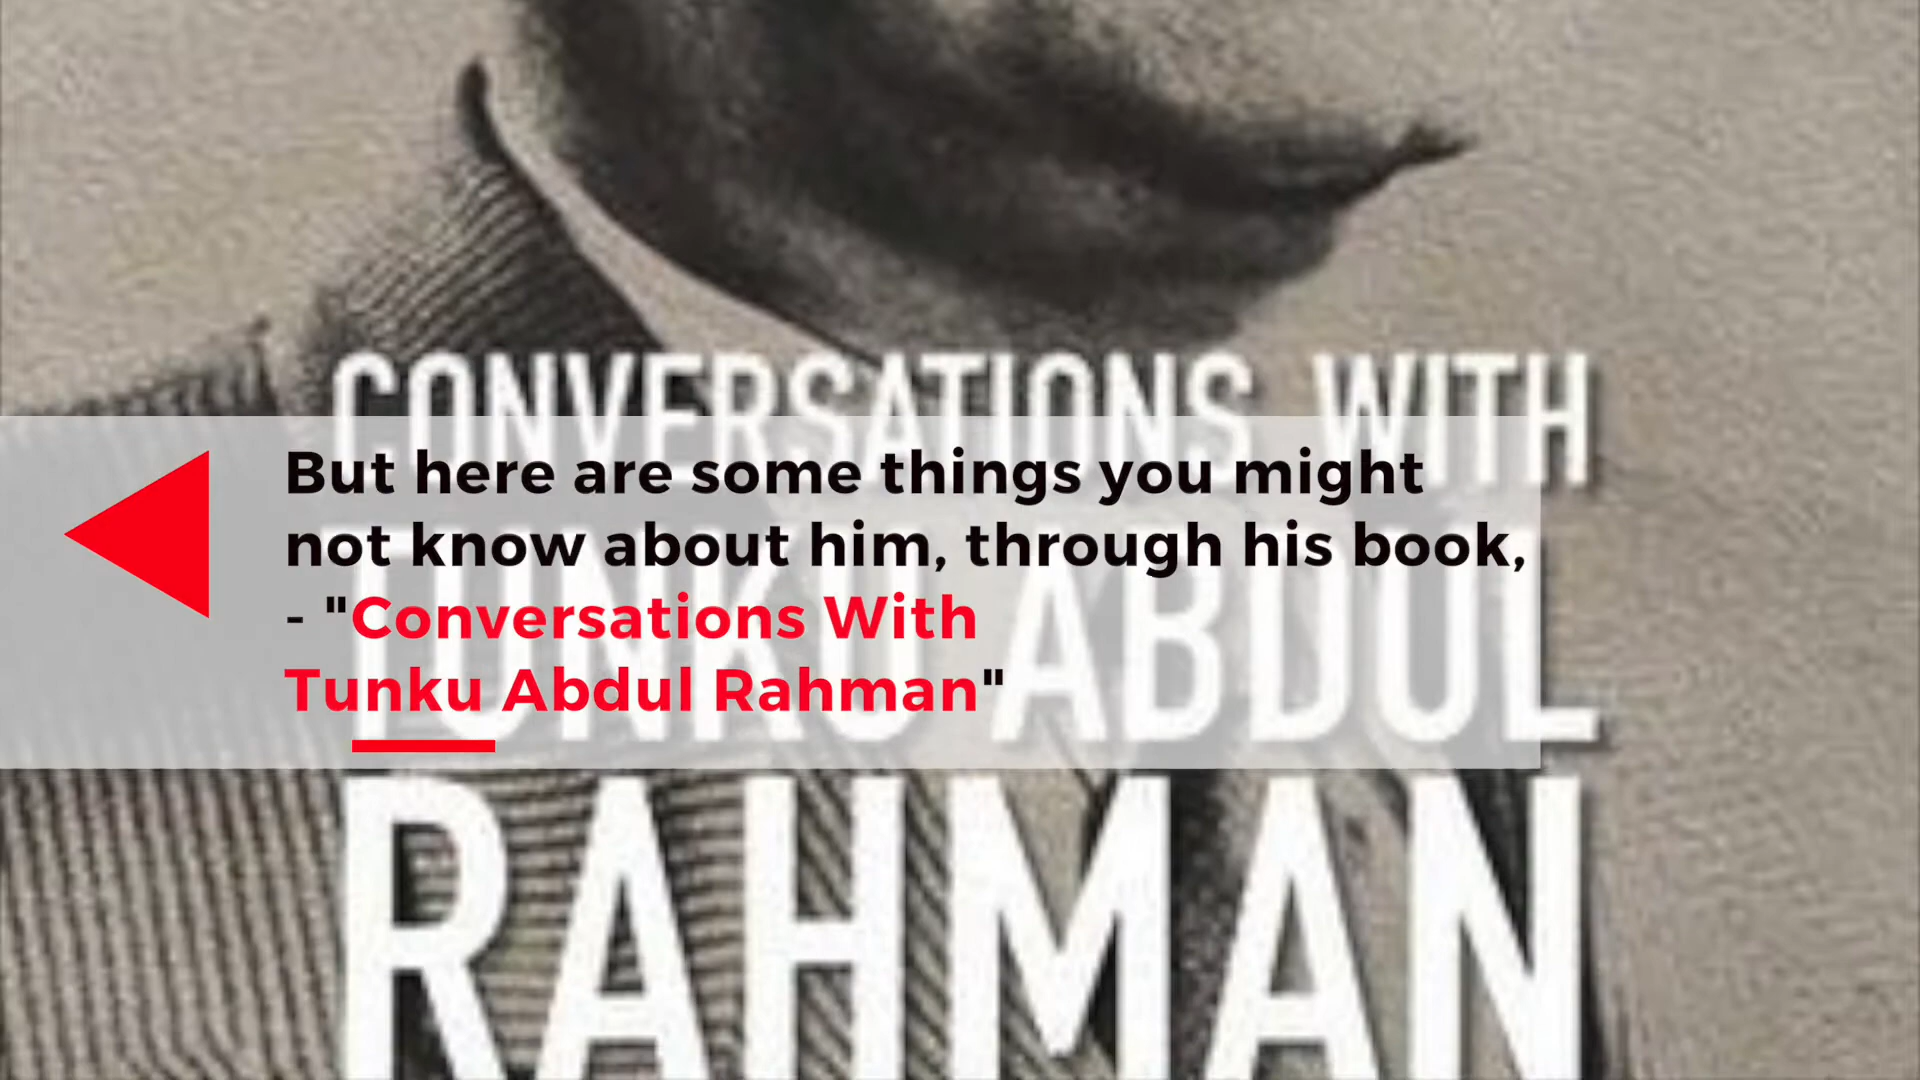 CONVERSATIONS WITH
But here are some things you might
not know about him, through his book,
- "Conversations With
Tunku Abdul Rahman"
TUNKU ABDUL
RAHMAN